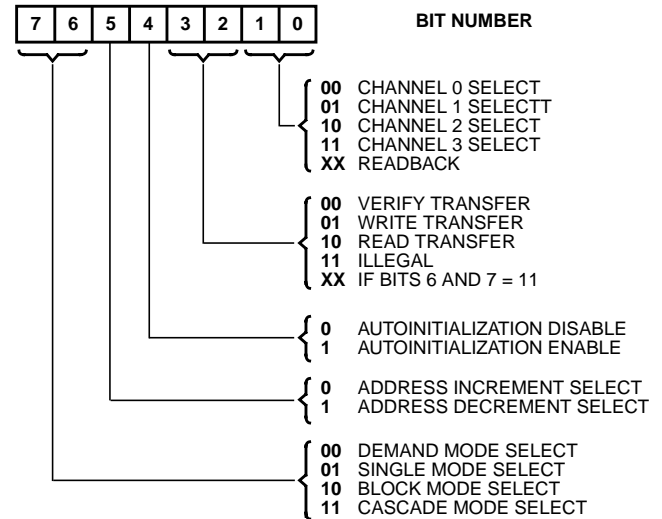 7 6 5 4 3 2 1 0 BIT NUMBER
00 CHANNEL 0 SELECT
01 CHANNEL 1 SELECTT
10 CHANNEL 2 SELECT
11 CHANNEL 3 SELECT
XX READBACK
00 VERIFY TRANSFER
01 WRITE TRANSFER
10 READ TRANSFER
11 ILLEGAL
XX IF BITS 6 AND 7 = 11
0 AUTOINITIALIZATION DISABLE
1 AUTOINITIALIZATION ENABLE
0 ADDRESS INCREMENT SELECT
1 ADDRESS DECREMENT SELECT
00 DEMAND MODE SELECT
01 SINGLE MODE SELECT
10 BLOCK MODE SELECT
11 CASCADE MODE SELECT